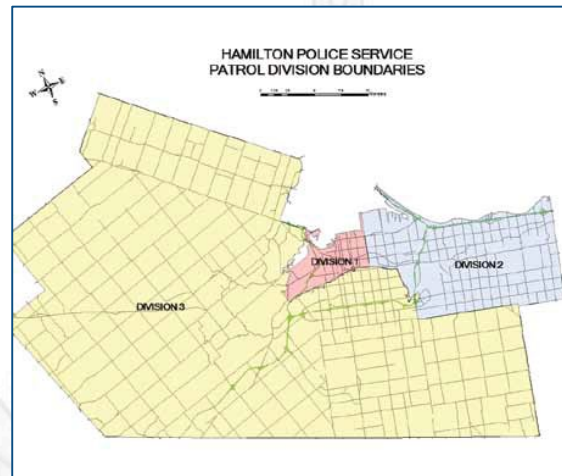 HAMILTON POLICE SERVICE
PATROL DIVISION BOUNDARIES
N
E
W
S
DIVISION 1
DIVISION 2
DIVISION 3